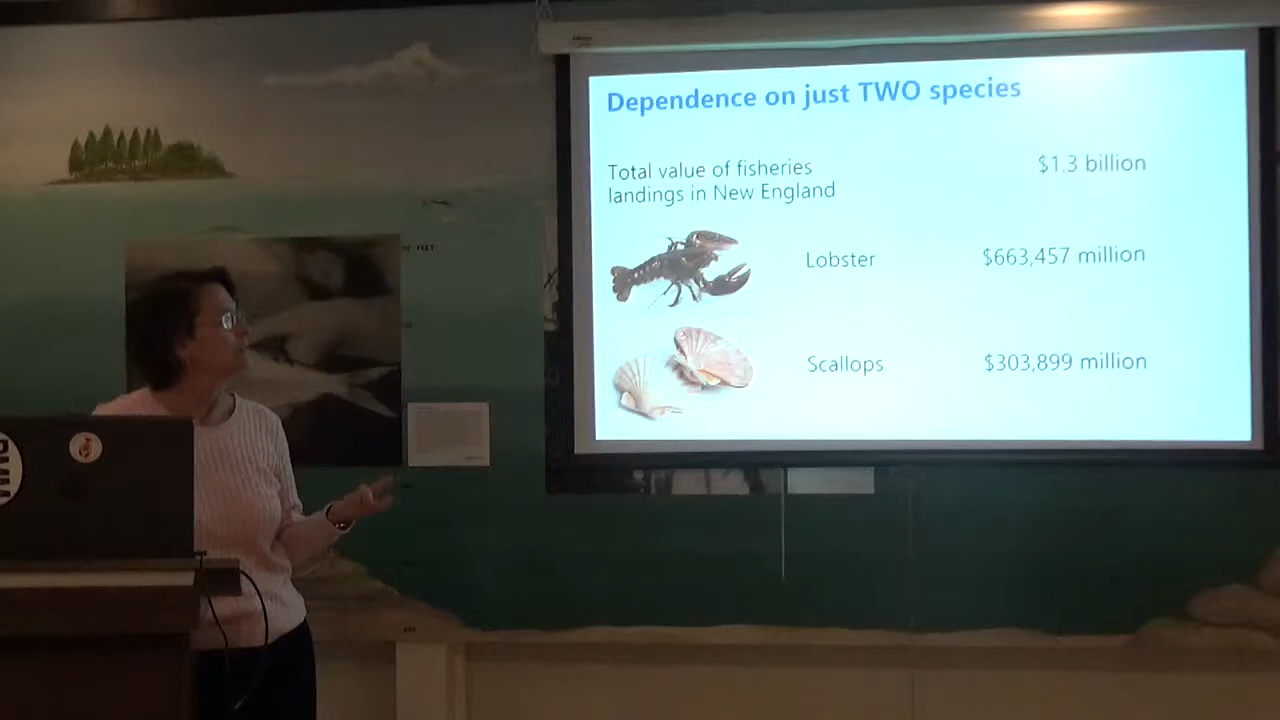 Dependence on just TWO species
Total value of fisheries
landings in New England
$1.3 billion
Lobster
$663,457 million
Scallops
$303,899 million